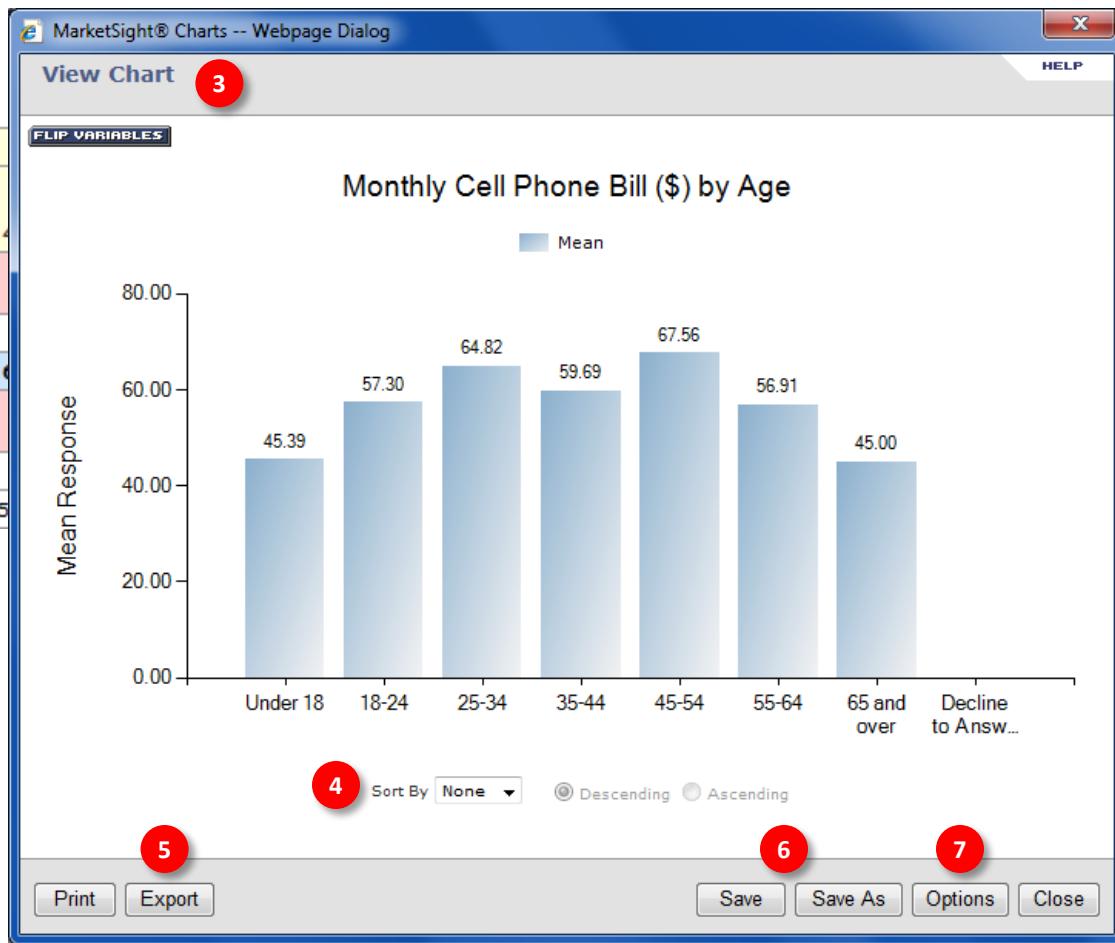 MarketSight® Charts -- Webpage Dialog
X
View Chart
3
HELP
FLIP VARIABLES
Monthly Cell Phone Bill ($) by Age
Mean
80.00
60.00
40.00
20.00
0.00
Mean Response
45.39
57.30
64.82
59.69
67.56
56.91
45.00
Under 18 18-24 25-34 35-44 45-54 55-64 65 and Decline
over to Answ...
4
Sort By None Descending Ascending
5 6 7
Print Export Save Save As Options Close
5